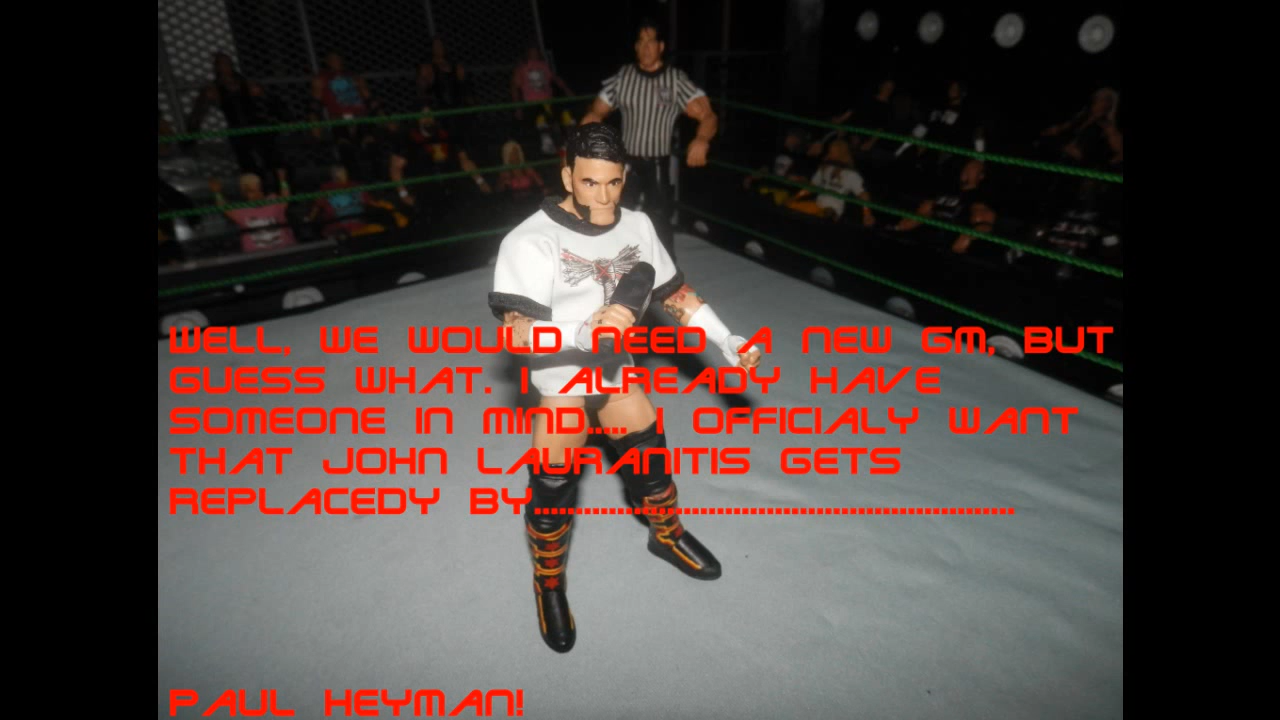 WELL, WE WOULD NEED A NEW GM, BUT
GUESS WHAT. I ALREADY HAVE
SOMEONE IN MIND..... I OFFICIALY WANT
THAT JOHN LAURANITIS GETS
REPLACEDY BY..........................................................
PAUL HEYMAN!